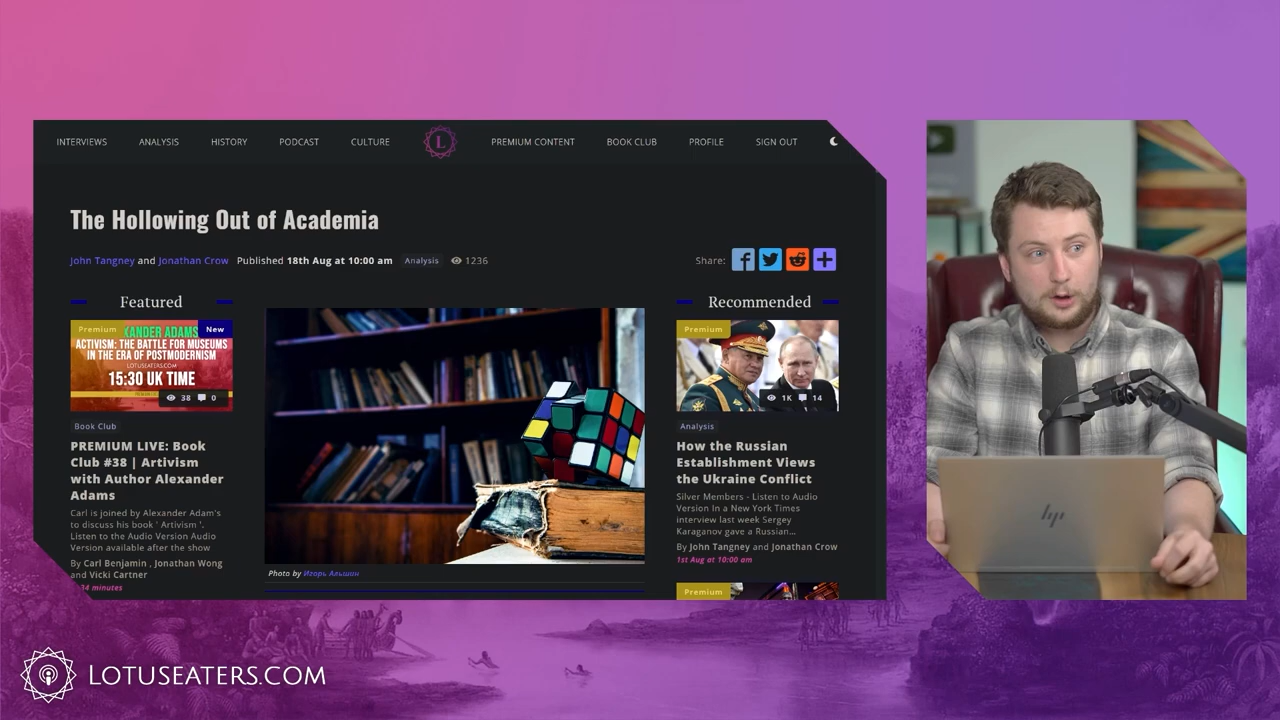 INTERVIEWS ANALYSIS HISTORY PODCAST CULTURE L PREMIUM CONTENT BOOK CLUB PROFILE SIGN OUT
The Hollowing Out of Academia
John Tangney and Jonathan Crow Published 18th Aug at 10:00 am Analysis 1236
Share:
Featured
Premium
New
XANDER ADAMS
ACTIVISM: THE BATTLE FOR MUSEUMS
IN THE ERA OF POSTMODERNISM
LOTUSEATERS.COM
15:30 UK TIME
38 0
Book Club
PREMIUM LIVE: Book
Club #38 | Artivism
with Author Alexander
Adams
Carl is joined by Alexander Adam's
to discuss his book ' Artivism '.
Listen to the Audio Version Audio
Version available after the show
By Carl Benjamin , Jonathan Wong
and Vicki Cartner
34 minutes
Photo by Игорь Альшин
Recommended
Premium
1K 14
Analysis
How the Russian
Establishment Views
the Ukraine Conflict
Silver Members - Listen to Audio
Version In a New York Times
interview last week Sergey
Karaganov gave a Russian...
By John Tangney and Jonathan Crow
1st Aug at 10:00 am
Premium
hp
LOTUSEATERS.COM